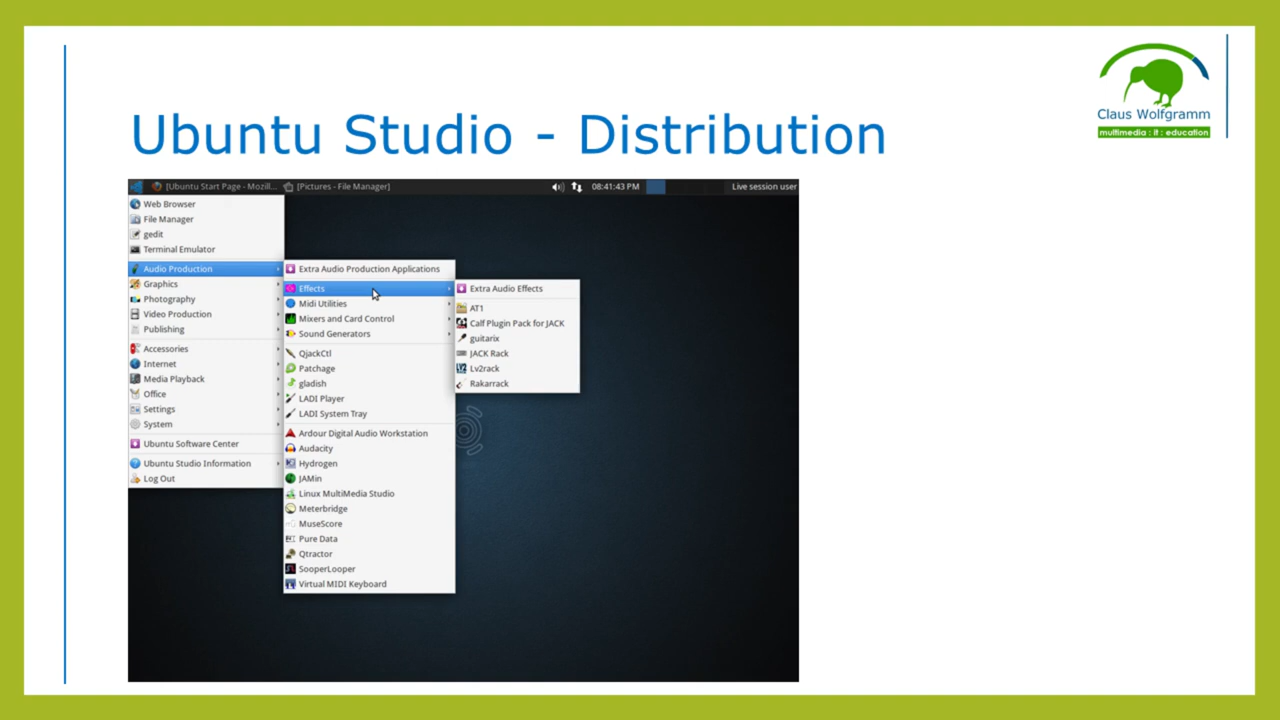 Claus Wolfgramm
multimedia : it : education
Ubuntu Studio - Distribution
[Ubuntu Start Page - Mozill...
[Pictures - File Manager]
08:41:43 PM
Live session user
Web Browser
File Manager
gedit
Terminal Emulator
Audio Production
Graphics
Photography
Video Production
Publishing
Accessories
Internet
Media Playback
Office
Settings
System
Ubuntu Software Center
Ubuntu Studio Information
Log Out
Extra Audio Production Applications
Effects
Midi Utilities
Mixers and Card Control
Sound Generators
QjackCtl
Patchage
gladish
LADI Player
LADI System Tray
Ardour Digital Audio Workstation
Audacity
Hydrogen
JAMin
Linux MultiMedia Studio
Meterbridge
MuseScore
Pure Data
Qtractor
SooperLooper
Virtual MIDI Keyboard
Extra Audio Effects
AT1
Calf Plugin Pack for JACK
guitarix
JACK Rack
Lv2rack
Rakarrack